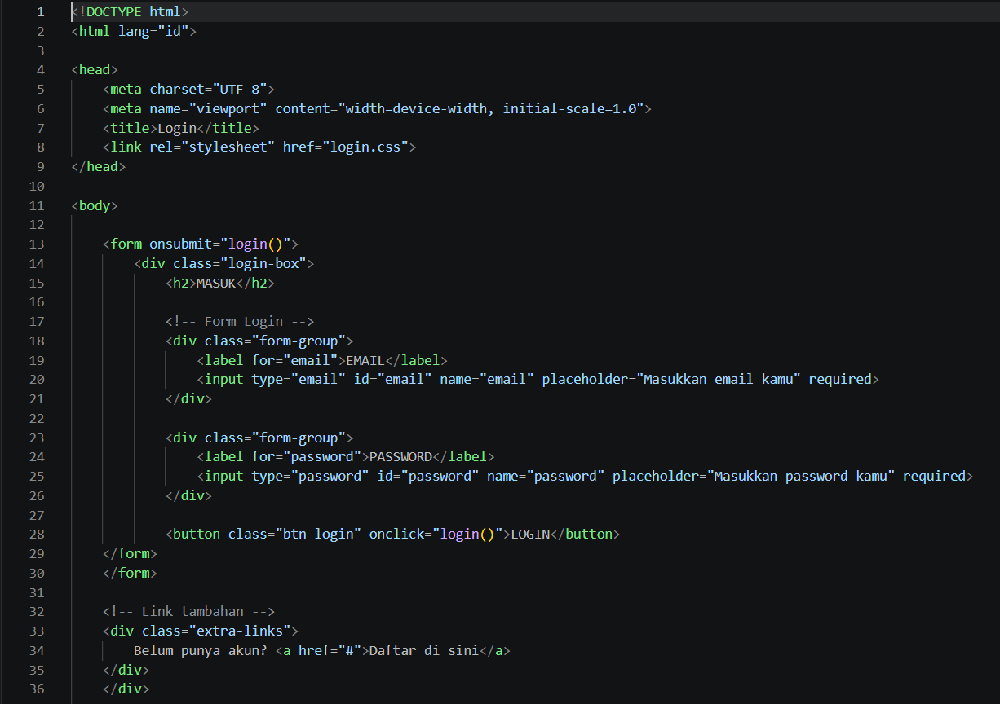 1 <!DOCTYPE html>
2 <html lang="id">
3
4 <head>
5     <meta charset="UTF-8">
6     <meta name="viewport" content="width=device-width, initial-scale=1.0">
7     <title>Login</title>
8     <link rel="stylesheet" href="login.css">
9 </head>
10
11 <body>
12
13     <form onsubmit="login()">
14         <div class="login-box">
15             <h2>MASUK</h2>
16
17             <!-- Form Login -->
18             <div class="form-group">
19                 <label for="email">EMAIL</label>
20                 <input type="email" id="email" name="email" placeholder="Masukkan email kamu" required>
21             </div>
22
23             <div class="form-group">
24                 <label for="password">PASSWORD</label>
25                 <input type="password" id="password" name="password" placeholder="Masukkan password kamu" required>
26             </div>
27
28             <button class="btn-login" onclick="login()">LOGIN</button>
29     </form>
30     </form>
31
32     <!-- Link tambahan -->
33     <div class="extra-links">
34         Belum punya akun? <a href="#">Daftar di sini</a>
35     </div>
36     </div>